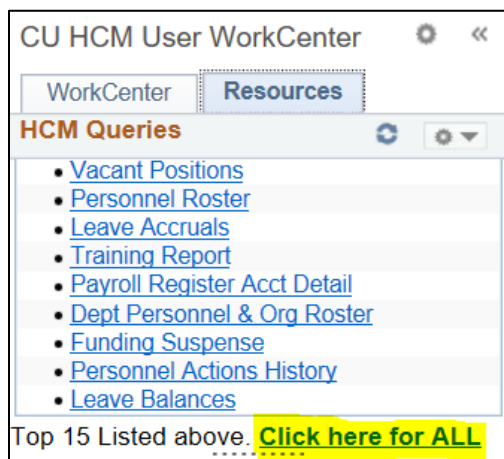 CU HCM User WorkCenter
WorkCenter Resources
HCM Queries
Vacant Positions
Personnel Roster
Leave Accruals
Training Report
Payroll Register Acct Detail
Dept Personnel & Org Roster
Funding Suspense
Personnel Actions History
Leave Balances
Top 15 Listed above. Click here for ALL